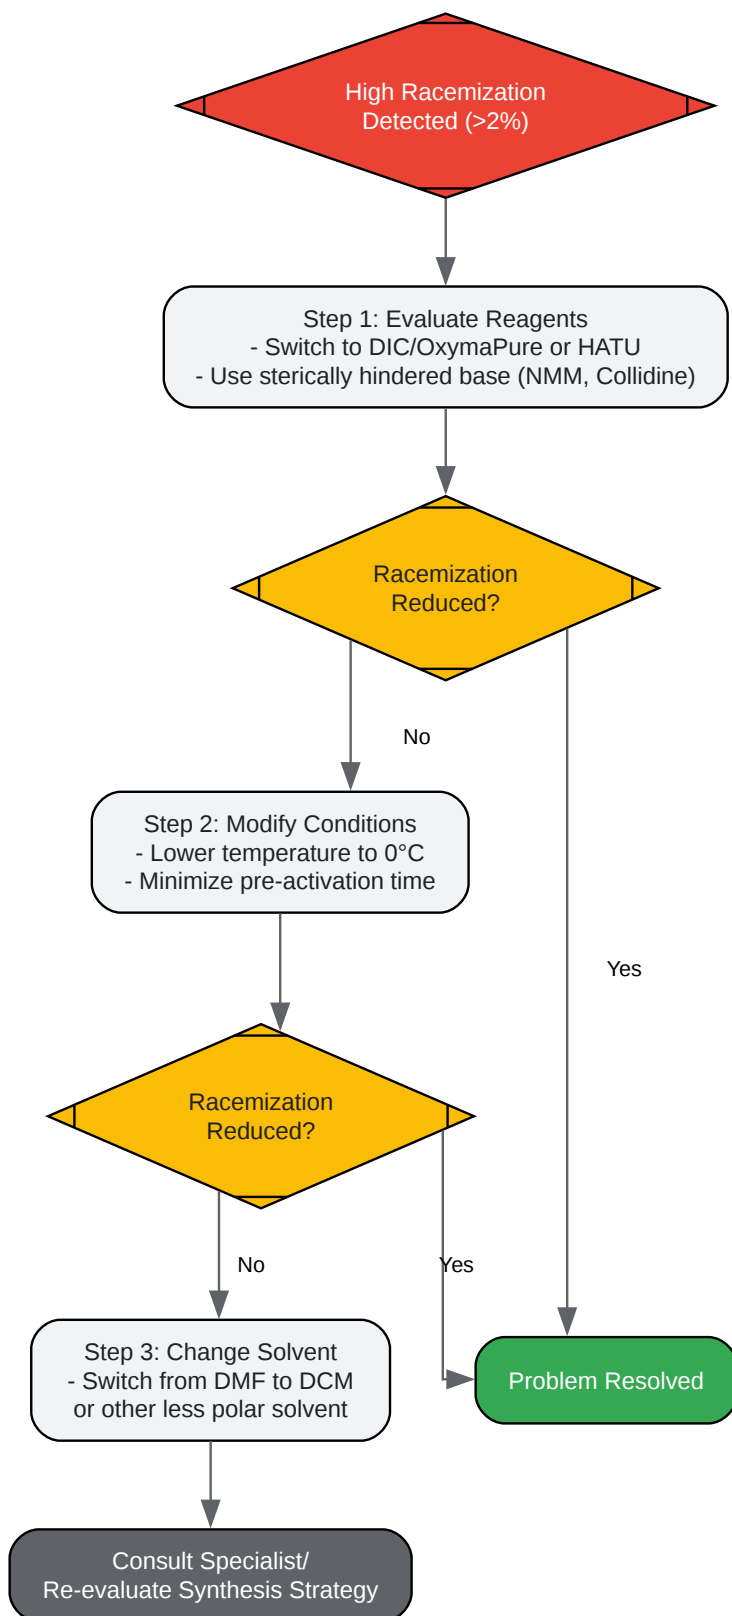 High Racemization
Detected (>2%)
Step 1: Evaluate Reagents
- Switch to DIC/OxymaPure or HATU
- Use sterically hindered base (NMM, Collidine)
Racemization
Reduced?
No
Step 2: Modify Conditions
- Lower temperature to 0°C
- Minimize pre-activation time
Yes
Racemization
Reduced?
No
Yes
Step 3: Change Solvent
- Switch from DMF to DCM
or other less polar solvent
Problem Resolved
Consult Specialist/
Re-evaluate Synthesis Strategy